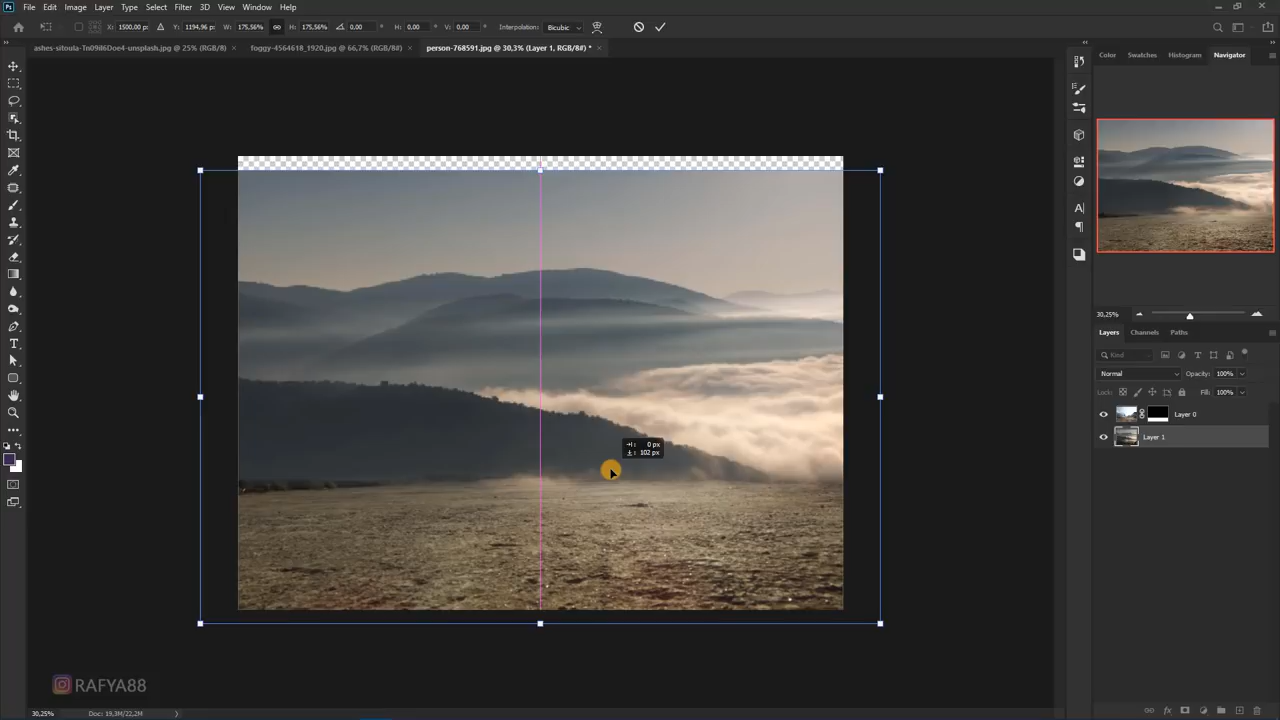 Ps File Edit Image Layer Type Select Filter 3D View Window Help
X: 1500,00 px Y: 1194,96 px W: 175,56% H: 175,56% 0,00 ° H: 0,00 ° V: 0,00 ° Interpolation: Bicubic
ashes-sitoula-1n09il6Doe4-unsplash.jpg @ 25% (RGB/8) × foggy-4564618_1920.jpg @ 66,7% (RGB/8#) × person-768591.jpg @ 30,3% (Layer 1, RGB/8#) * ×
Color Swatches Histogram Navigator
30,25%
Layers Channels Paths
Kind
Normal Opacity: 100%
Lock: Fill: 100%
Layer 0
Layer 1
0 px
102 px
RAFYA88
30,25% Doc: 19,3M/22,2M